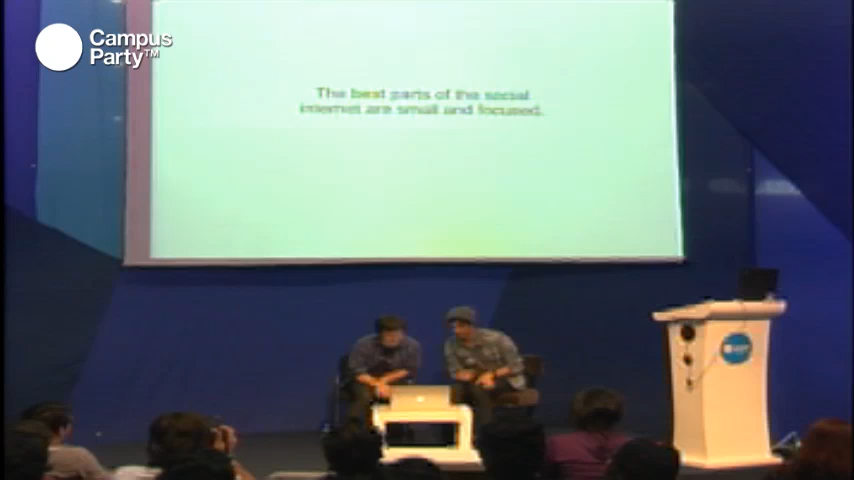 Campus
Party™
The best parts of the social
internet are small and focused.